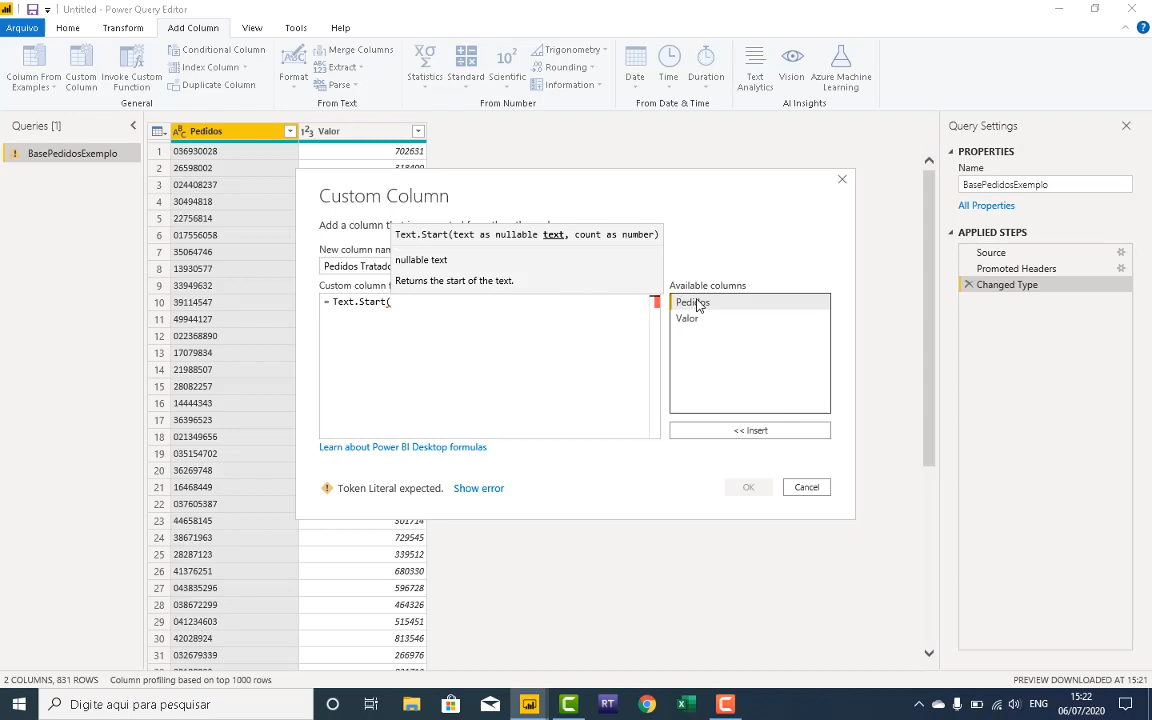 Untitled - Power Query Editor
Arquivo Home Transform Add Column View Tools Help
Column From Examples
Custom Column
Invoke Custom Function
Conditional Column
Index Column
Duplicate Column
General
Format
Merge Columns
Extract
Parse
From Text
Statistics
Standard
Scientific
Trigonometry
Rounding
Information
From Number
Date
Time
Duration
From Date & Time
Text Analytics
Vision
Azure Machine Learning
AI Insights
Queries [1]
BasePedidosExemplo
Pedidos Valor
1 036930028 702631
2 26598002 318400
3 024408237
4 30494818
5 22756814
6 017556058
7 35064746
8 13930577
9 33949632
10 39114547
11 49944127
12 022368890
13 17079834
14 21988507
15 28082257
16 14444343
17 36396523
18 021349656
19 035154702
20 36269748
21 16468449
22 037605387
23 44658145 301714
24 38671963 729545
25 28287123 339512
26 41376251 680330
27 043835296 596728
28 038672299 464326
29 041234603 515451
30 42028924 813546
31 032679339 266976
Custom Column
New column nam
Pedidos Tratado
Custom column f
= Text.Start(
Text.Start(text as nullable text, count as number)
nullable text
Returns the start of the text.
Available columns
Pedidos
Valor
<< Insert
Learn about Power BI Desktop formulas
Token Literal expected. Show error
OK Cancel
Query Settings
PROPERTIES
Name
BasePedidosExemplo
All Properties
APPLIED STEPS
Source
Promoted Headers
Changed Type
2 COLUMNS, 831 ROWS Column profiling based on top 1000 rows
PREVIEW DOWNLOADED AT 15:21
Digite aqui para pesquisar
15:22
06/07/2020